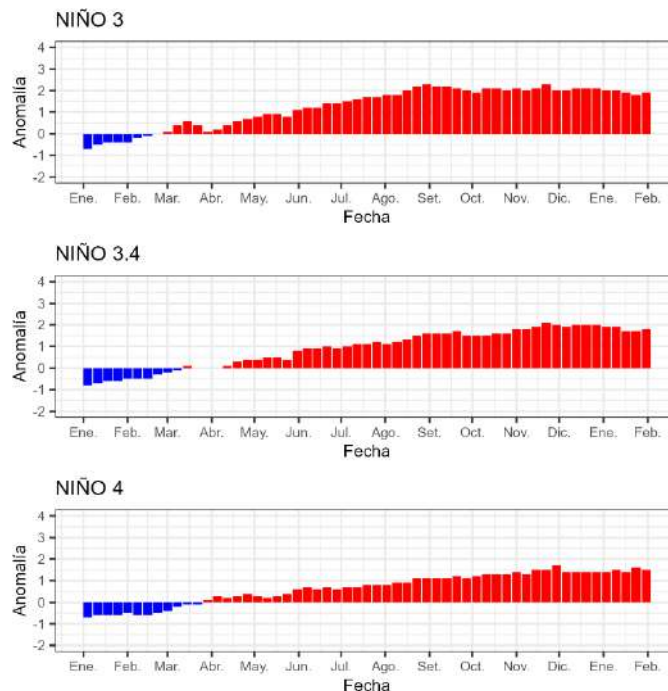 NIÑO 3
4
3
2
1
0
-1
-2
Anomalía
Ene. Feb. Mar. Abr. May. Jun. Jul. Ago. Set. Oct. Nov. Dic. Ene. Feb.
Fecha
NIÑO 3.4
4
3
2
1
0
-1
-2
Anomalía
Ene. Feb. Mar. Abr. May. Jun. Jul. Ago. Set. Oct. Nov. Dic. Ene. Feb.
Fecha
NIÑO 4
4
3
2
1
0
-1
-2
Anomalía
Ene. Feb. Mar. Abr. May. Jun. Jul. Ago. Set. Oct. Nov. Dic. Ene. Feb.
Fecha